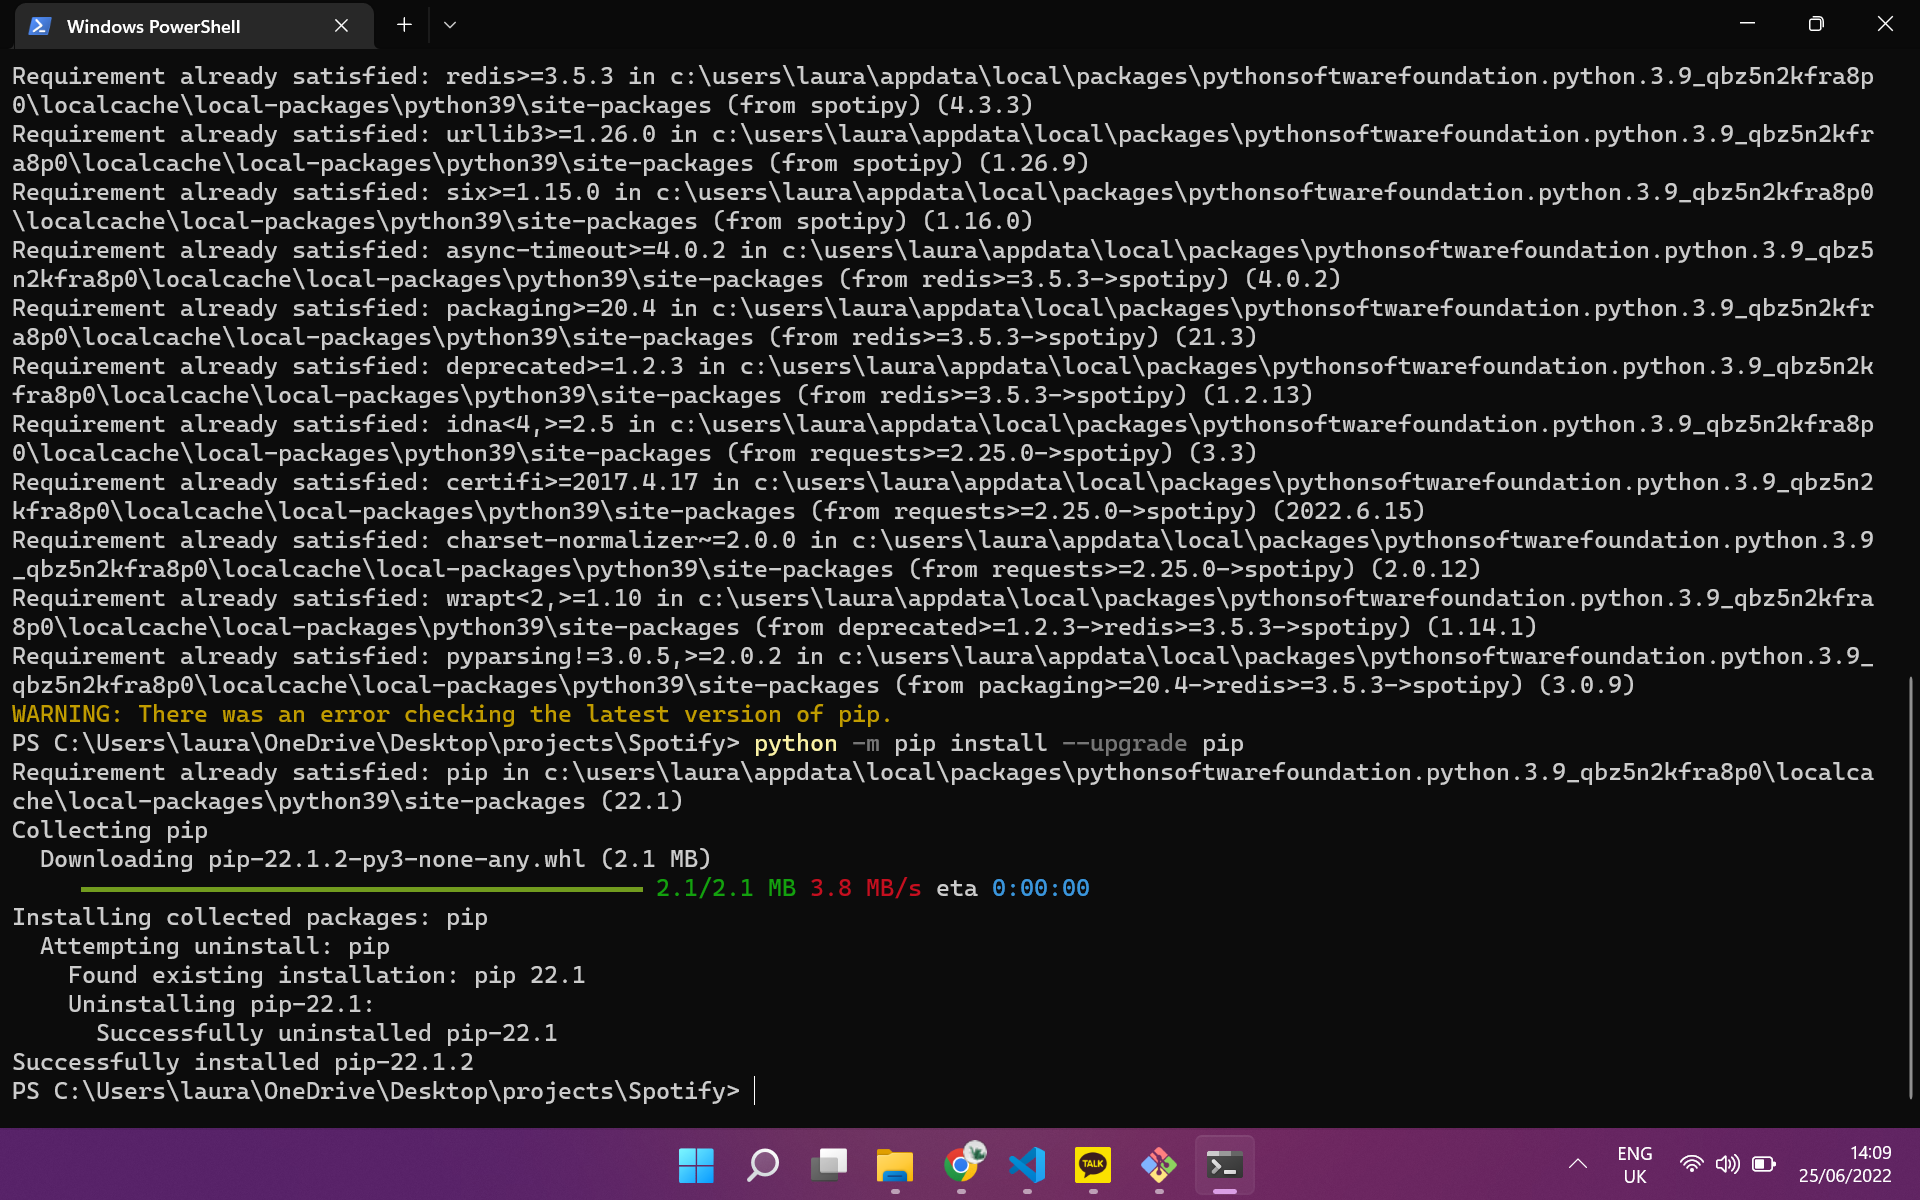 Windows PowerShell
Requirement already satisfied: redis>=3.5.3 in c:\users\laura\appdata\local\packages\pythonsoftwarefoundation.python.3.9_qbz5n2kfra8p
0\localcache\local-packages\python39\site-packages (from spotipy) (4.3.3)
Requirement already satisfied: urllib3>=1.26.0 in c:\users\laura\appdata\local\packages\pythonsoftwarefoundation.python.3.9_qbz5n2kfr
a8p0\localcache\local-packages\python39\site-packages (from spotipy) (1.26.9)
Requirement already satisfied: six>=1.15.0 in c:\users\laura\appdata\local\packages\pythonsoftwarefoundation.python.3.9_qbz5n2kfra8p0
\localcache\local-packages\python39\site-packages (from spotipy) (1.16.0)
Requirement already satisfied: async-timeout>=4.0.2 in c:\users\laura\appdata\local\packages\pythonsoftwarefoundation.python.3.9_qbz5
n2kfra8p0\localcache\local-packages\python39\site-packages (from redis>=3.5.3->spotipy) (4.0.2)
Requirement already satisfied: packaging>=20.4 in c:\users\laura\appdata\local\packages\pythonsoftwarefoundation.python.3.9_qbz5n2kfr
a8p0\localcache\local-packages\python39\site-packages (from redis>=3.5.3->spotipy) (21.3)
Requirement already satisfied: deprecated>=1.2.3 in c:\users\laura\appdata\local\packages\pythonsoftwarefoundation.python.3.9_qbz5n2k
fra8p0\localcache\local-packages\python39\site-packages (from redis>=3.5.3->spotipy) (1.2.13)
Requirement already satisfied: idna<4,>=2.5 in c:\users\laura\appdata\local\packages\pythonsoftwarefoundation.python.3.9_qbz5n2kfra8p
0\localcache\local-packages\python39\site-packages (from requests>=2.25.0->spotipy) (3.3)
Requirement already satisfied: certifi>=2017.4.17 in c:\users\laura\appdata\local\packages\pythonsoftwarefoundation.python.3.9_qbz5n2
kfra8p0\localcache\local-packages\python39\site-packages (from requests>=2.25.0->spotipy) (2022.6.15)
Requirement already satisfied: charset-normalizer~=2.0.0 in c:\users\laura\appdata\local\packages\pythonsoftwarefoundation.python.3.9
_qbz5n2kfra8p0\localcache\local-packages\python39\site-packages (from requests>=2.25.0->spotipy) (2.0.12)
Requirement already satisfied: wrapt<2,>=1.10 in c:\users\laura\appdata\local\packages\pythonsoftwarefoundation.python.3.9_qbz5n2kfra
8p0\localcache\local-packages\python39\site-packages (from deprecated>=1.2.3->redis>=3.5.3->spotipy) (1.14.1)
Requirement already satisfied: pyparsing!=3.0.5,>=2.0.2 in c:\users\laura\appdata\local\packages\pythonsoftwarefoundation.python.3.9_
qbz5n2kfra8p0\localcache\local-packages\python39\site-packages (from packaging>=20.4->redis>=3.5.3->spotipy) (3.0.9)
WARNING: There was an error checking the latest version of pip.
PS C:\Users\laura\OneDrive\Desktop\projects\Spotify> python -m pip install --upgrade pip
Requirement already satisfied: pip in c:\users\laura\appdata\local\packages\pythonsoftwarefoundation.python.3.9_qbz5n2kfra8p0\localca
che\local-packages\python39\site-packages (22.1)
Collecting pip
Downloading pip-22.1.2-py3-none-any.whl (2.1 MB)
2.1/2.1 MB 3.8 MB/s eta 0:00:00
Installing collected packages: pip
Attempting uninstall: pip
Found existing installation: pip 22.1
Uninstalling pip-22.1:
Successfully uninstalled pip-22.1
Successfully installed pip-22.1.2
PS C:\Users\laura\OneDrive\Desktop\projects\Spotify>
TALK
ENG
UK
14:09
25/06/2022